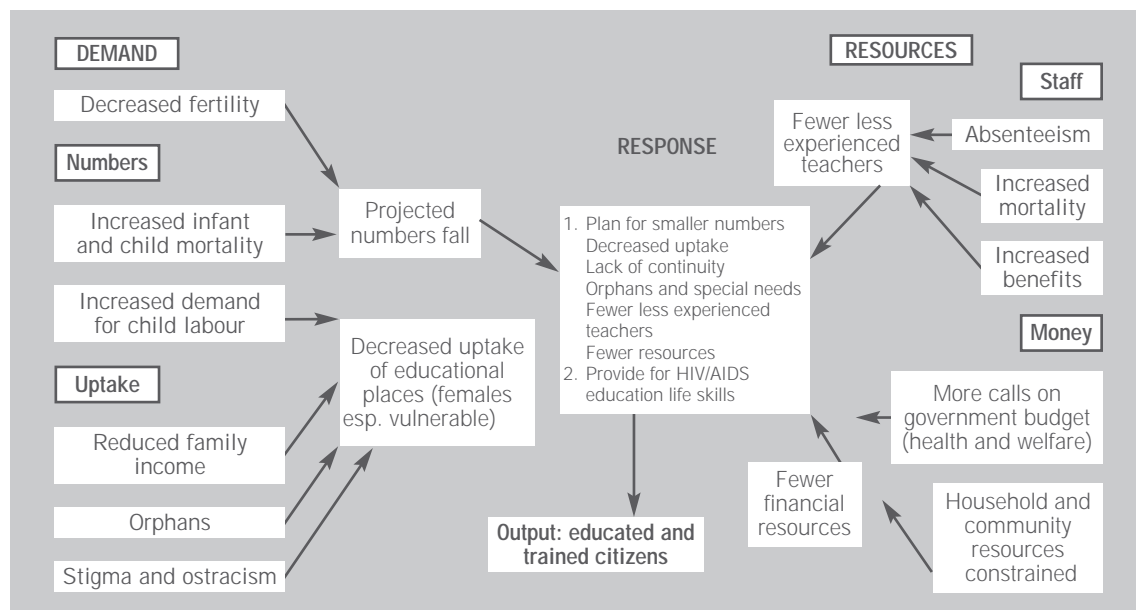 DEMAND
Decreased fertility
Numbers
Increased infant
and child mortality
Increased demand
for child labour
Uptake
Reduced family
income
Orphans
Stigma and ostracism
Projected
numbers fall
Decreased uptake
of educational
places (females
esp. vulnerable)
RESPONSE
1. Plan for smaller numbers
Decreased uptake
Lack of continuity
Orphans and special needs
Fewer less experienced
teachers
Fewer resources
2. Provide for HIV/AIDS
education life skills
Output: educated and
trained citizens
RESOURCES
Staff
Fewer less
experienced
teachers
Absenteeism
Increased
mortality
Increased
benefits
Money
More calls on
government budget
(health and welfare)
Fewer
financial
resources
Household and
community
resources
constrained